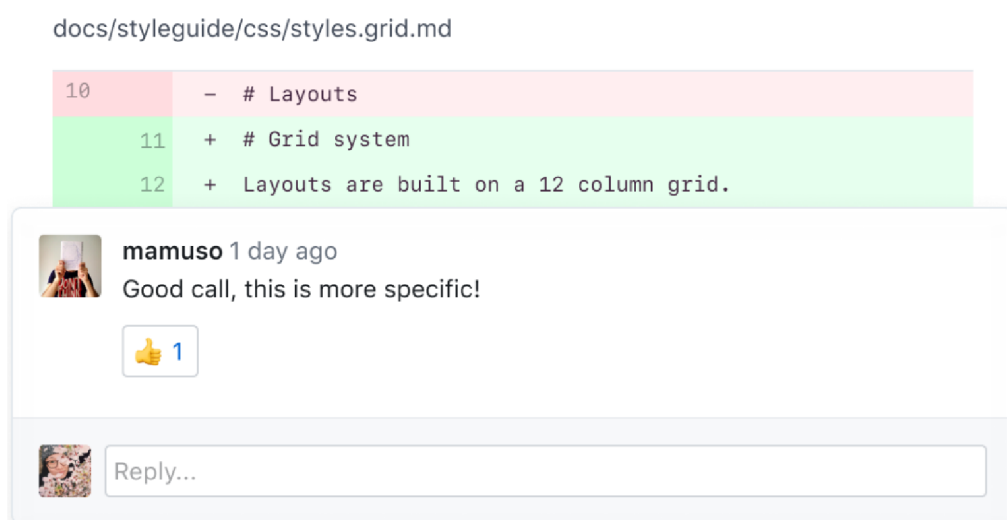 docs/styleguide/css/styles.grid.md
10 - # Layouts
11 + # Grid system
12 + Layouts are built on a 12 column grid.
mamuso 1 day ago
Good call, this is more specific!
👍 1
Reply...